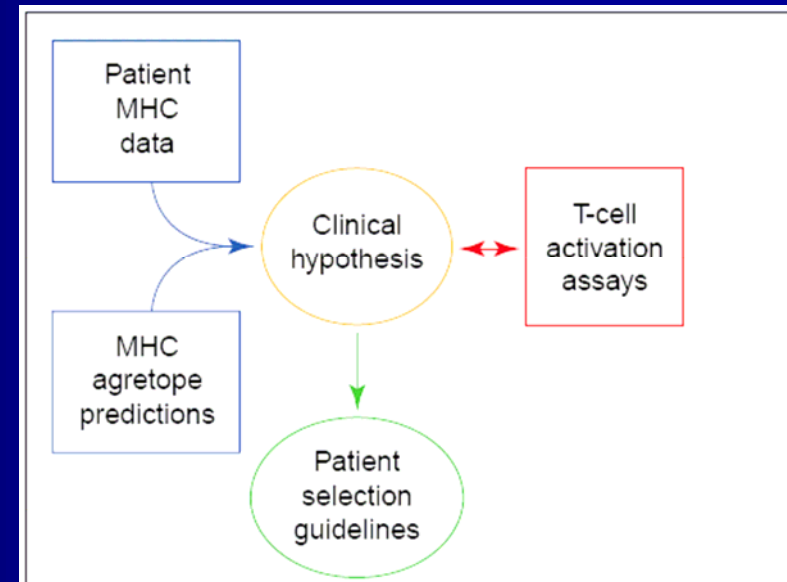 Patient
MHC
data
Clinical
hypothesis
T-cell
activation
assays
MHC
agretope
predictions
Patient
selection
guidelines